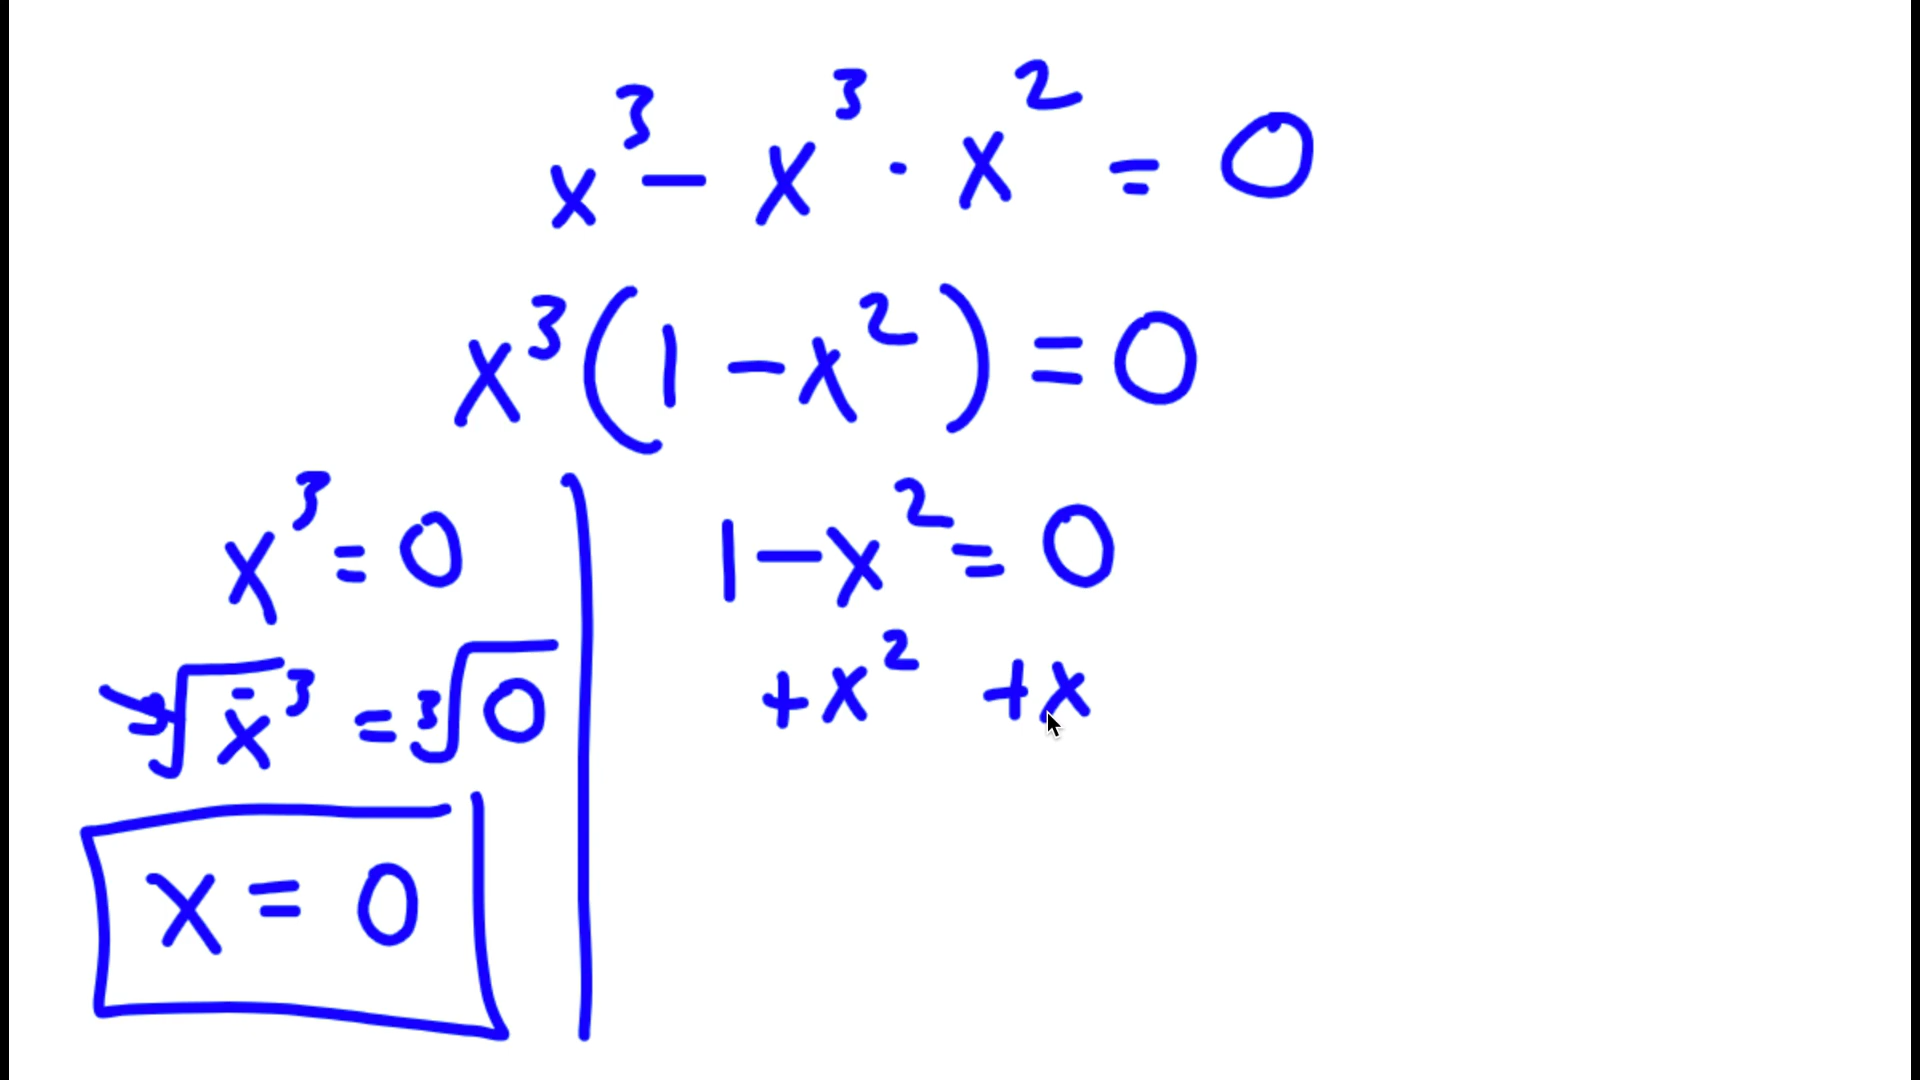 x³ - x³ · x² = 0
x³(1 - x²) = 0
x³ = 0
∛x³ = ∛0
x = 0
1 - x² = 0
+x² +x